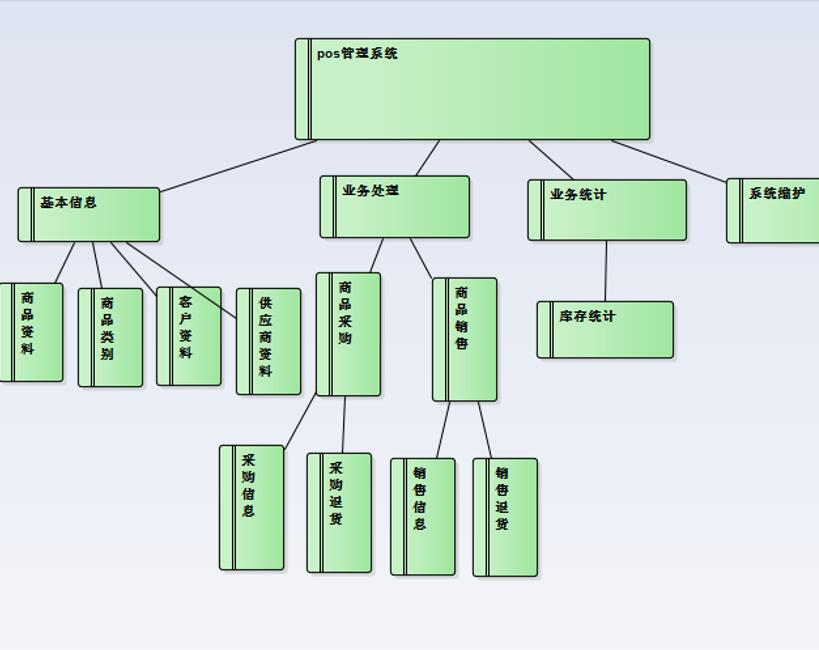 pos管理系统
基本信息
业务处理
业务统计
系统维护
商品资料
商品类别
客户资料
供应商资料
商品采购
商品销售
库存统计
采购信息
采购退货
销售信息
销售退货